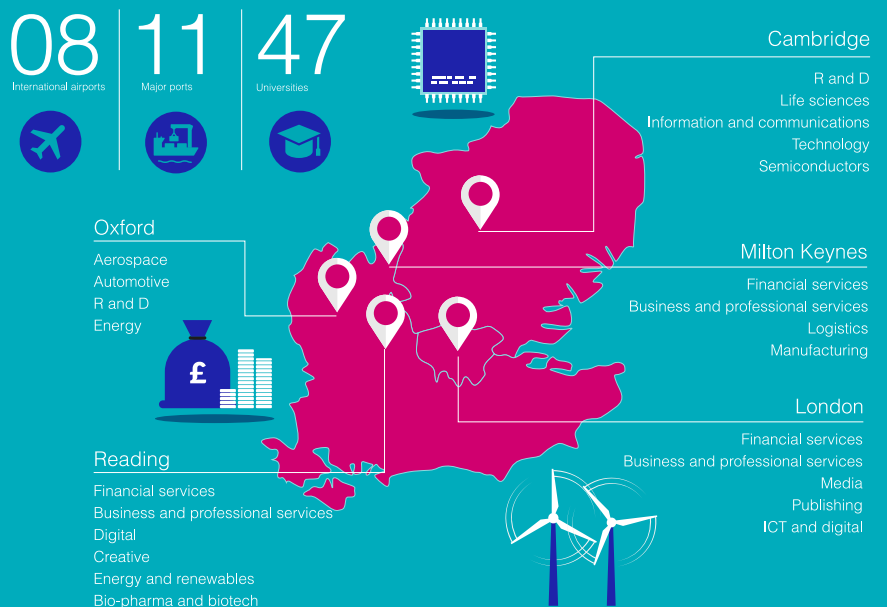 08
International airports
11
Major ports
47
Universities
Cambridge
R and D
Life sciences
Information and communications
Technology
Semiconductors
Oxford
Aerospace
Automotive
R and D
Energy
£
Milton Keynes
Financial services
Business and professional services
Logistics
Manufacturing
London
Financial services
Business and professional services
Media
Publishing
ICT and digital
Reading
Financial services
Business and professional services
Digital
Creative
Energy and renewables
Bio-pharma and biotech